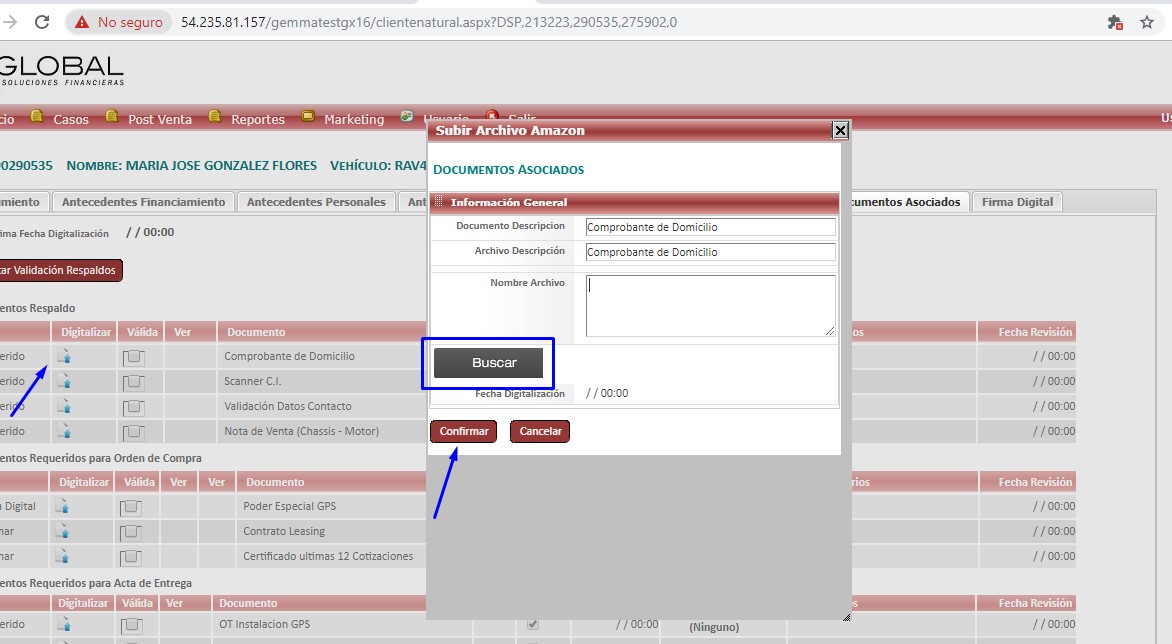 No seguro 54.235.81.157/gemmatestgx16/clientenatural.aspx?DSP,213223,290535,275902,0
GLOBAL
SOLUCIONES FINANCIERAS
cio Casos Post Venta Reportes Marketing Usuario Salir Us
Subir Archivo Amazon
00290535 NOMBRE: MARIA JOSE GONZALEZ FLORES VEHÍCULO: RAV4
DOCUMENTOS ASOCIADOS
miento Antecedentes Financiamiento Antecedentes Personales Ant cumentos Asociados Firma Digital
Información General
Documento Descripcion Comprobante de Domicilio
ima Fecha Digitalización / / 00:00
Archivo Descripción Comprobante de Domicilio
tar Validación Respaldos
Nombre Archivo
entos Respaldo
Digitalizar Válida Ver Documento os Fecha Revisión
erido Comprobante de Domicilio / / 00:00
Buscar
erido Scanner C.I. / / 00:00
Fecha Digitalización / / 00:00
erido Validación Datos Contacto / / 00:00
erido Nota de Venta (Chassis - Motor) / / 00:00
Confirmar Cancelar
entos Requeridos para Orden de Compra
Digitalizar Válida Ver Ver Documento rios Fecha Revisión
a Digital Poder Especial GPS / / 00:00
nar Contrato Leasing / / 00:00
nar Certificado ultimas 12 Cotizaciones / / 00:00
entos Requeridos para Acta de Entrega
Digitalizar Válida Ver Documento s Fecha Revisión
erido OT Instalacion GPS / / 00:00 (Ninguno) / / 00:00